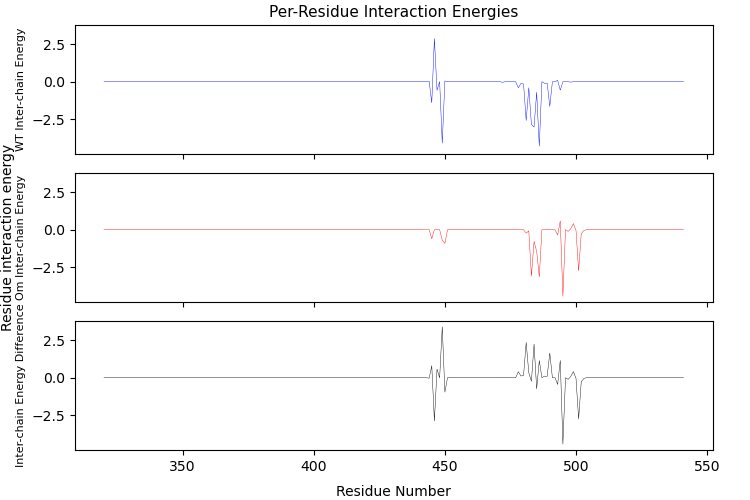 Per-Residue Interaction Energies
WT Inter-chain Energy
2.5
0.0
−2.5
Residue interaction energy
Om Inter-chain Energy
2.5
0.0
−2.5
Inter-chain Energy Difference
2.5
0.0
−2.5
350
400
450
500
550
Residue Number